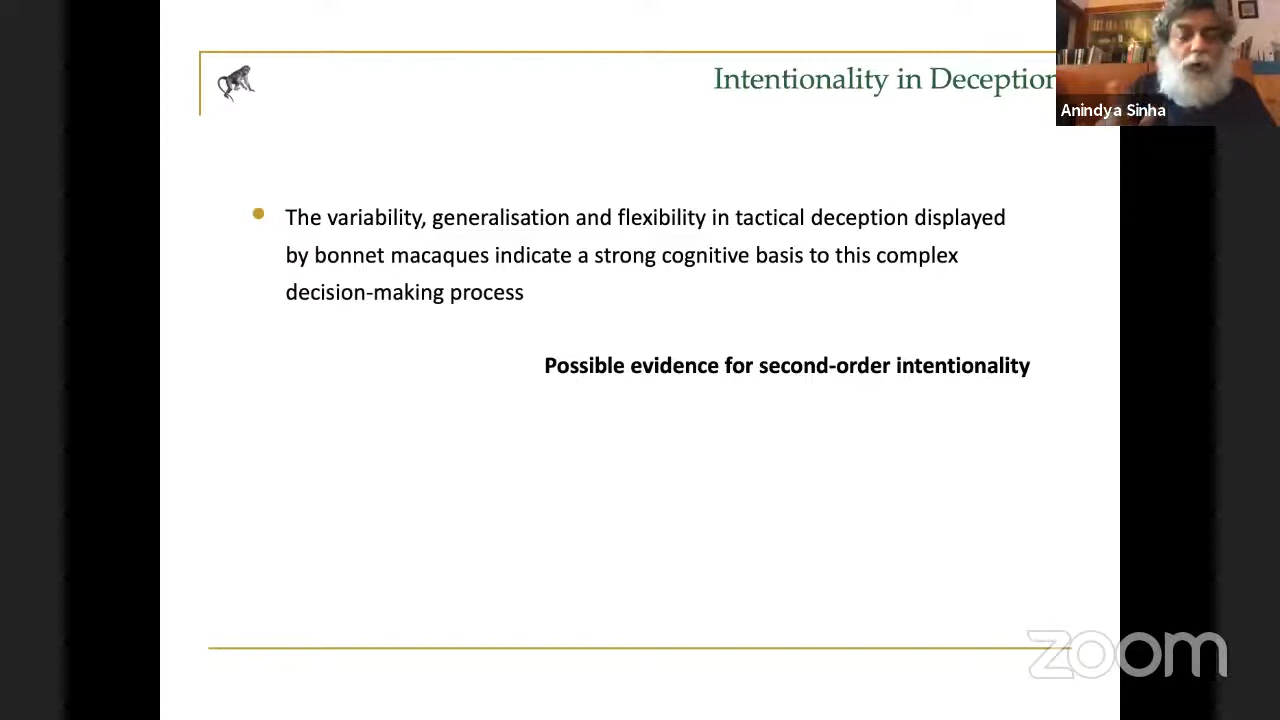 Intentionality in Deception
Anindya Sinha
The variability, generalisation and flexibility in tactical deception displayed
by bonnet macaques indicate a strong cognitive basis to this complex
decision-making process
Possible evidence for second-order intentionality
zoom